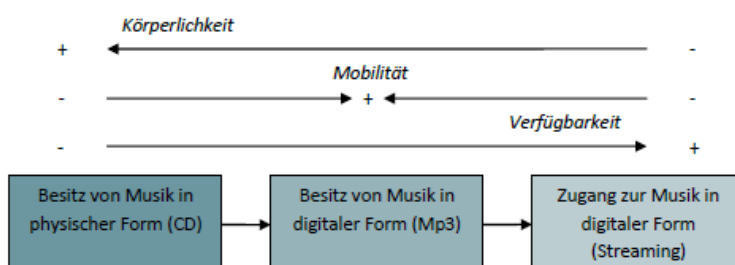 Körperlichkeit
+ -
Mobilität
- + -
Verfügbarkeit
- +
Besitz von Musik in
physischer Form (CD)
Besitz von Musik in
digitaler Form (Mp3)
Zugang zur Musik in
digitaler Form
(Streaming)